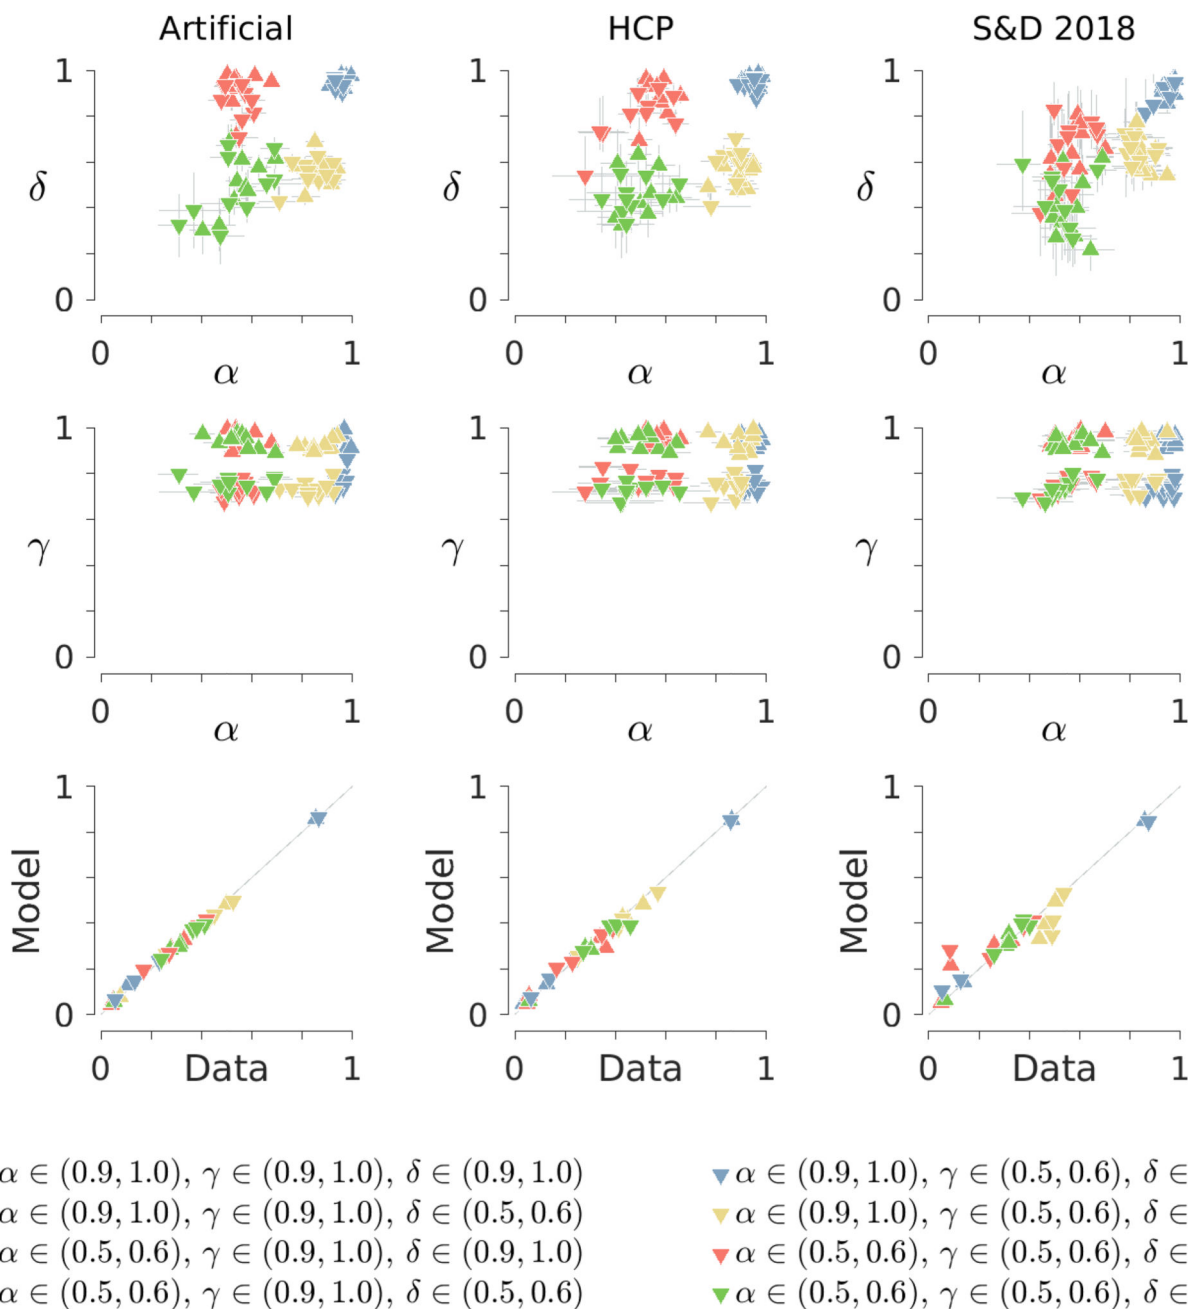 Artificial HCP S&D 2018
1 1 1
δ δ δ
0 0 0
0 1 0 1 0 1
α α α
1 1 1
γ γ γ
0 0 0
0 1 0 1 0 1
α α α
1 1 1
Model Model Model
0 0 0
0 Data 1 0 Data 1 0 Data 1
α ∈ (0.9, 1.0), γ ∈ (0.9, 1.0), δ ∈ (0.9, 1.0) α ∈ (0.9, 1.0), γ ∈ (0.5, 0.6), δ ∈
α ∈ (0.9, 1.0), γ ∈ (0.9, 1.0), δ ∈ (0.5, 0.6) α ∈ (0.9, 1.0), γ ∈ (0.5, 0.6), δ ∈
α ∈ (0.5, 0.6), γ ∈ (0.9, 1.0), δ ∈ (0.9, 1.0) α ∈ (0.5, 0.6), γ ∈ (0.5, 0.6), δ ∈
α ∈ (0.5, 0.6), γ ∈ (0.9, 1.0), δ ∈ (0.5, 0.6) α ∈ (0.5, 0.6), γ ∈ (0.5, 0.6), δ ∈